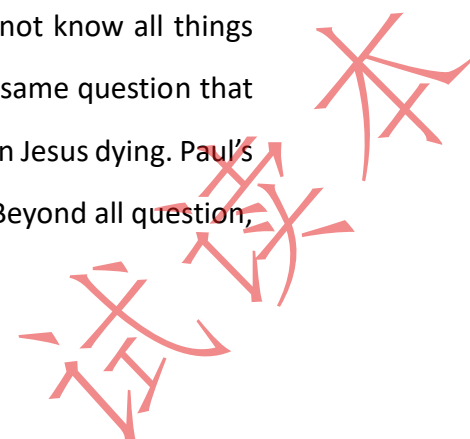 not know all things
same question that
n Jesus dying. Paul's
Beyond all question,
试读本